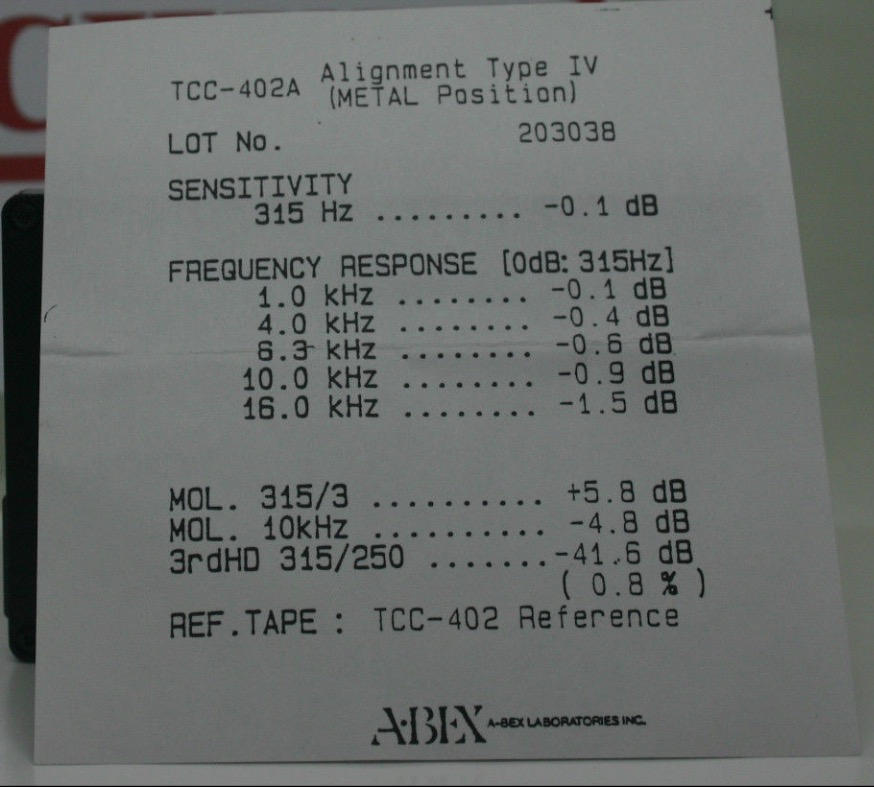 TCC-402A Alignment Type IV
(METAL Position)
LOT No. 203038
SENSITIVITY
315 Hz ......... -0.1 dB
FREQUENCY RESPONSE [0dB: 315Hz]
1.0 kHz ........ -0.1 dB
4.0 kHz ........ -0.4 dB
6.3 kHz ........ -0.6 dB
10.0 kHz ........ -0.9 dB
16.0 kHz ........ -1.5 dB
MOL. 315/3 .......... +5.8 dB
MOL. 10kHz .......... -4.8 dB
3rdHD 315/250 .......-41.6 dB
( 0.8 % )
REF.TAPE : TCC-402 Reference
A·BEX A-BEX LABORATORIES INC.